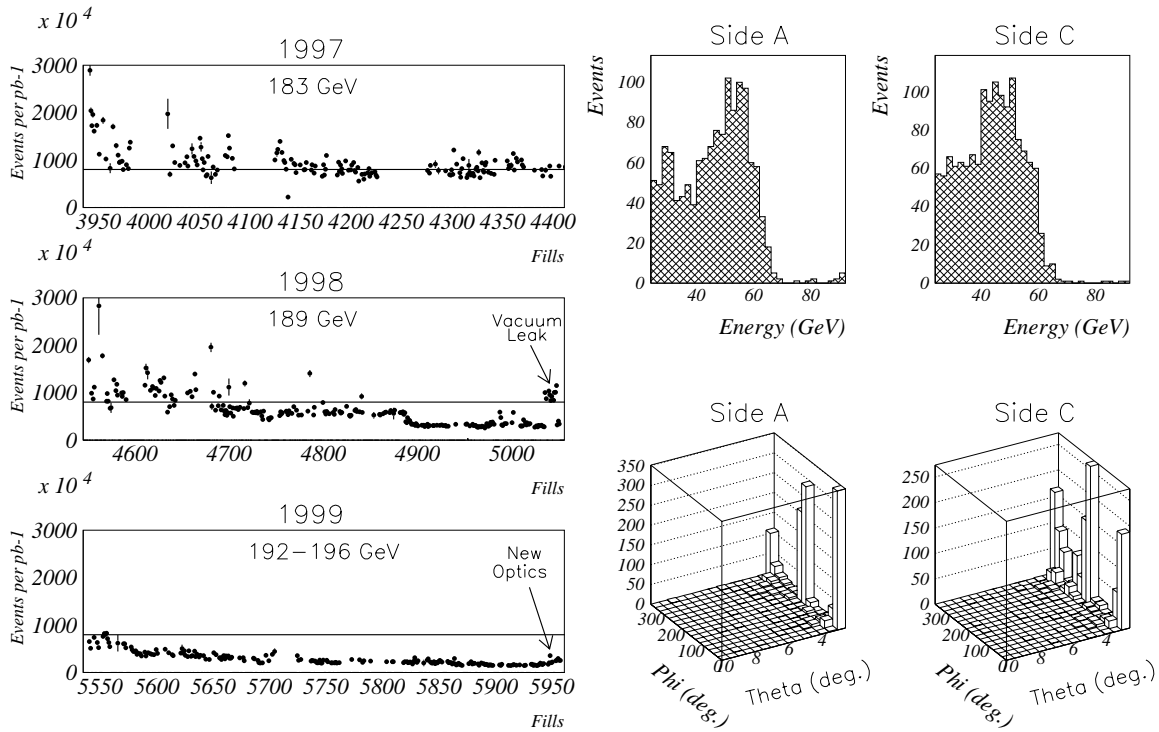 x 10 4
1997
183 GeV
Events per pb-1
3000
2000
1000
0
3950 4000 4050 4100 4150 4200 4250 4300 4350 4400
Fills
x 10 4
1998
189 GeV
Vacuum
Leak
Events per pb-1
3000
2000
1000
0
4600 4700 4800 4900 5000
Fills
x 10 4
1999
192-196 GeV
New
Optics
Events per pb-1
3000
2000
1000
0
5550 5600 5650 5700 5750 5800 5850 5900 5950
Fills
Side A
Events
100
80
60
40
20
0
40 60 80
Energy (GeV)
Side C
Events
100
80
60
40
20
0
40 60 80
Energy (GeV)
Side A
350
300
250
200
150
100
50
0
300
200
100
0
10 8 6 4
Phi (deg.)
Theta (deg.)
Side C
250
200
150
100
50
0
300
200
100
0
10 8 6 4
Phi (deg.)
Theta (deg.)